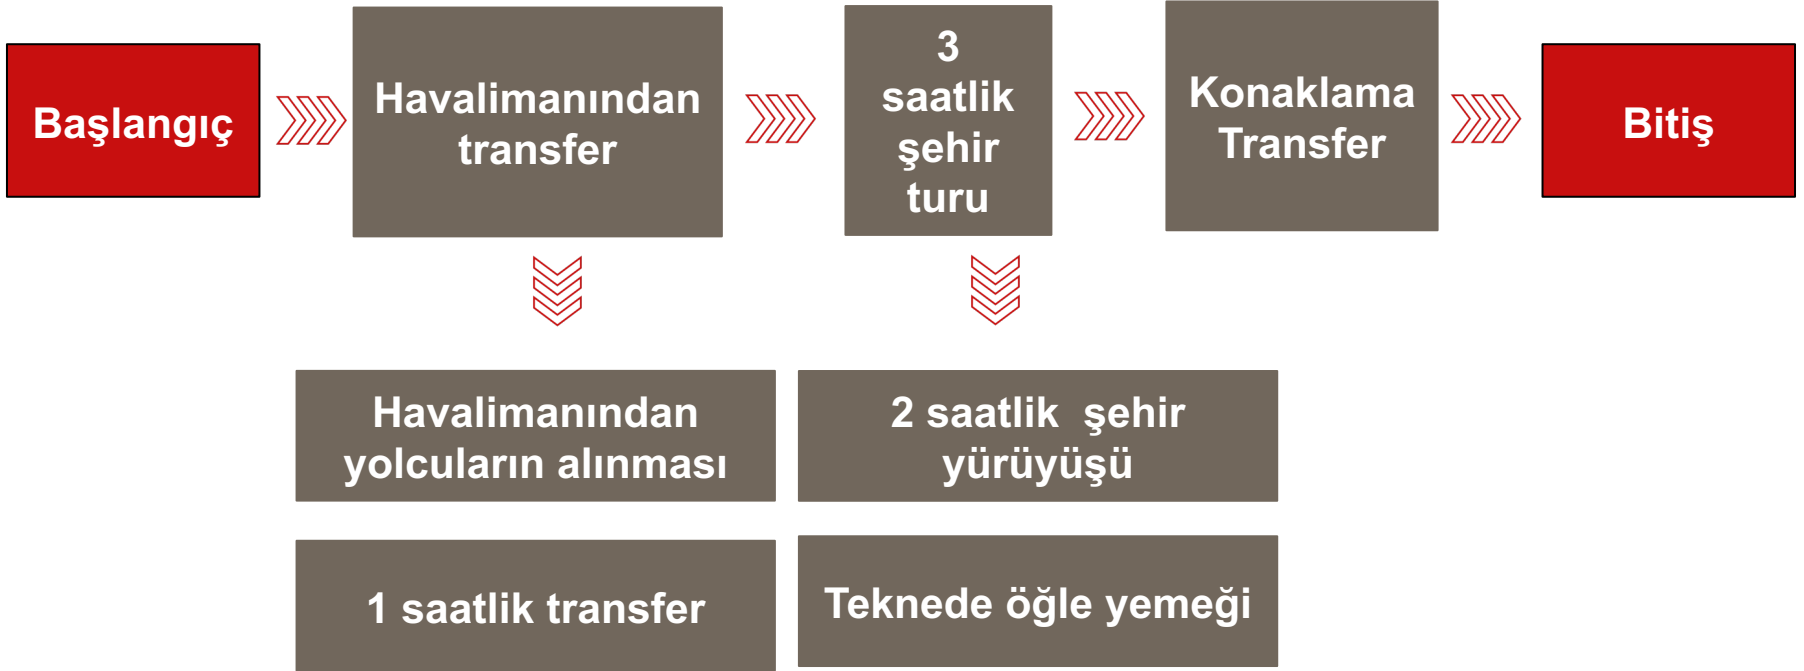 Başlangıç
Havalimanından
transfer
3
saatlik
şehir
turu
Konaklama
Transfer
Bitiş
Havalimanından
yolcuların alınması
2 saatlik  şehir
yürüyüşü
1 saatlik transfer
Teknede öğle yemeği